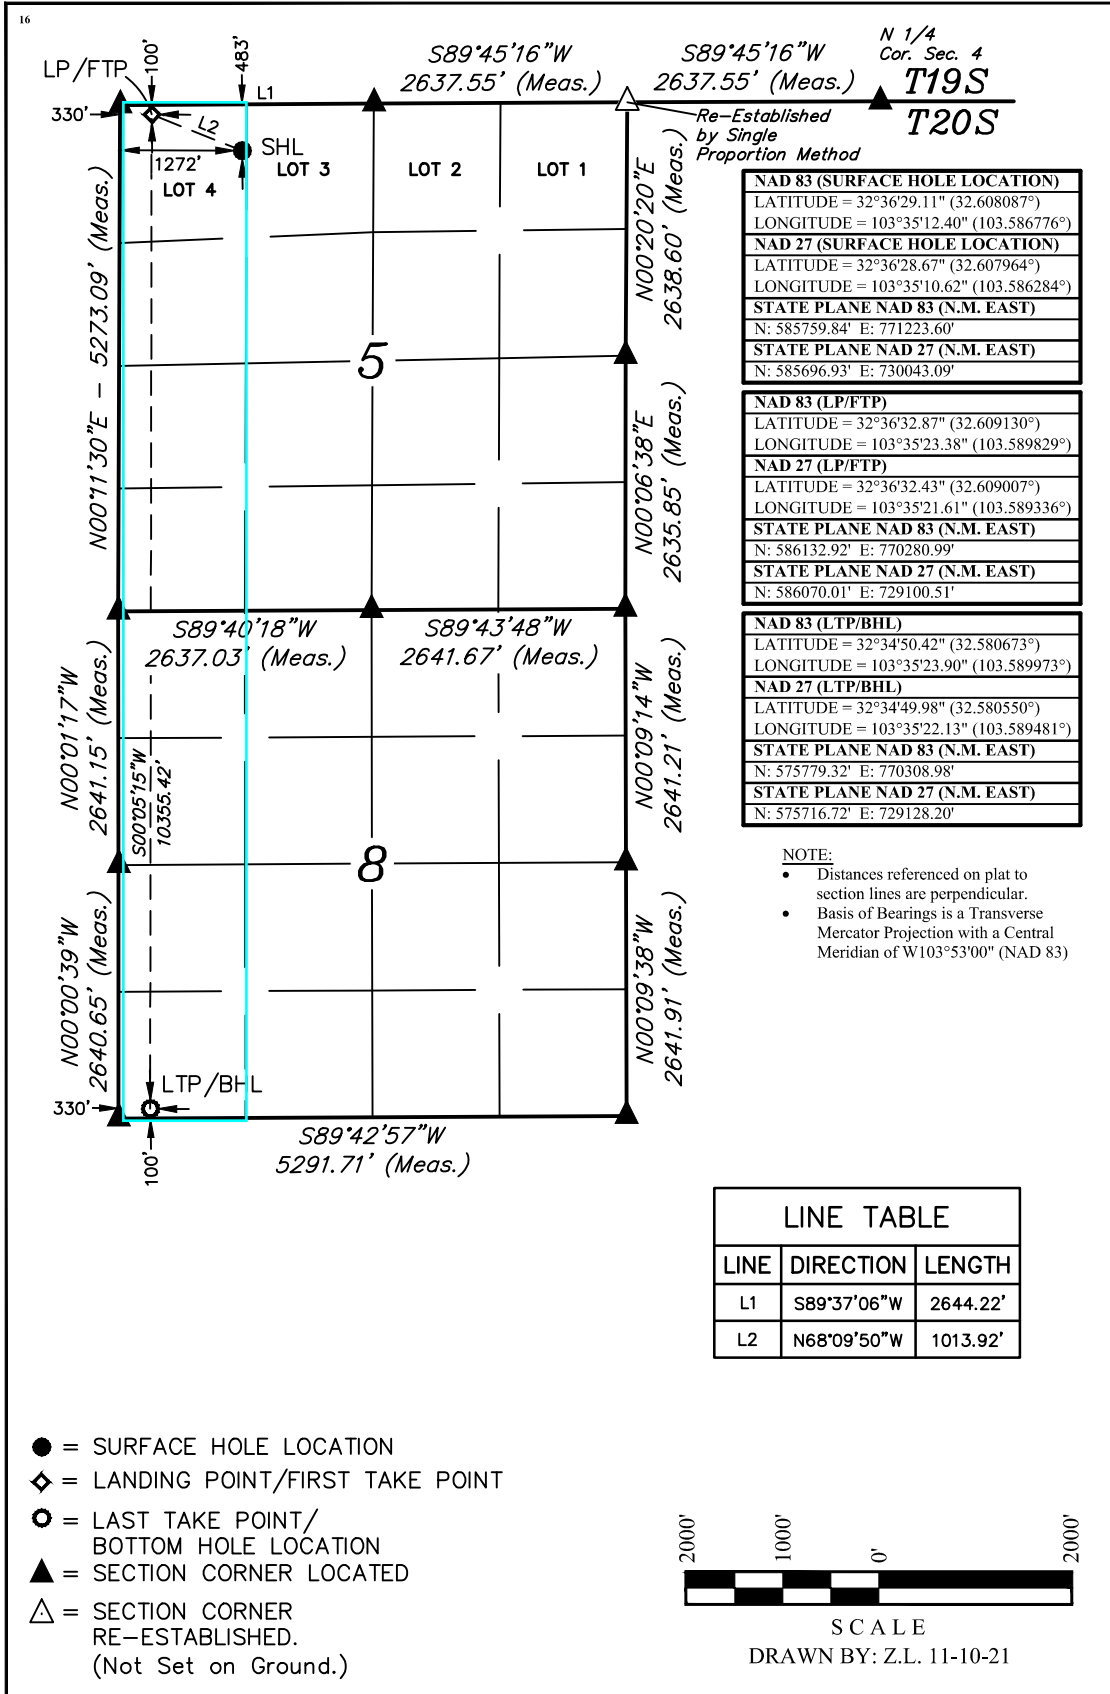 16
LP/FTP
100'
483'
L1
S89°45'16"W
2637.55' (Meas.)
S89°45'16"W
2637.55' (Meas.)
N 1/4
Cor. Sec. 4
T19S
T20S
330'
L2
SHL
1272'
LOT 4
LOT 3
LOT 2
LOT 1
Re-Established
by Single
Proportion Method
N00°11'30"E - 5273.09' (Meas.)
N00°20'20"E
2638.60' (Meas.)
5
N00°06'38"E
2635.85' (Meas.)
S89°40'18"W
2637.03' (Meas.)
S89°43'48"W
2641.67' (Meas.)
N00°01'17"W
2641.15' (Meas.)
S00°05'15"W
10355.42'
N00°09'14"W
2641.21' (Meas.)
8
N00°00'39"W
2640.65' (Meas.)
N00°09'38"W
2641.91' (Meas.)
LTP/BHL
330'
100'
S89°42'57"W
5291.71' (Meas.)
NAD 83 (SURFACE HOLE LOCATION)
LATITUDE = 32°36'29.11" (32.608087°)
LONGITUDE = 103°35'12.40" (103.586776°)
NAD 27 (SURFACE HOLE LOCATION)
LATITUDE = 32°36'28.67" (32.607964°)
LONGITUDE = 103°35'10.62" (103.586284°)
STATE PLANE NAD 83 (N.M. EAST)
N: 585759.84' E: 771223.60'
STATE PLANE NAD 27 (N.M. EAST)
N: 585696.93' E: 730043.09'
NAD 83 (LP/FTP)
LATITUDE = 32°36'32.87" (32.609130°)
LONGITUDE = 103°35'23.38" (103.589829°)
NAD 27 (LP/FTP)
LATITUDE = 32°36'32.43" (32.609007°)
LONGITUDE = 103°35'21.61" (103.589336°)
STATE PLANE NAD 83 (N.M. EAST)
N: 586132.92' E: 770280.99'
STATE PLANE NAD 27 (N.M. EAST)
N: 586070.01' E: 729100.51'
NAD 83 (LTP/BHL)
LATITUDE = 32°34'50.42" (32.580673°)
LONGITUDE = 103°35'23.90" (103.589973°)
NAD 27 (LTP/BHL)
LATITUDE = 32°34'49.98" (32.580550°)
LONGITUDE = 103°35'22.13" (103.589481°)
STATE PLANE NAD 83 (N.M. EAST)
N: 575779.32' E: 770308.98'
STATE PLANE NAD 27 (N.M. EAST)
N: 575716.72' E: 729128.20'
NOTE:
• Distances referenced on plat to
section lines are perpendicular.
• Basis of Bearings is a Transverse
Mercator Projection with a Central
Meridian of W103°53'00" (NAD 83)
LINE TABLE
LINE DIRECTION LENGTH
L1 S89°37'06"W 2644.22'
L2 N68°09'50"W 1013.92'
= SURFACE HOLE LOCATION
= LANDING POINT/FIRST TAKE POINT
= LAST TAKE POINT/
BOTTOM HOLE LOCATION
= SECTION CORNER LOCATED
= SECTION CORNER
RE-ESTABLISHED.
(Not Set on Ground.)
2000' 1000' 0' 2000'
SCALE
DRAWN BY: Z.L. 11-10-21